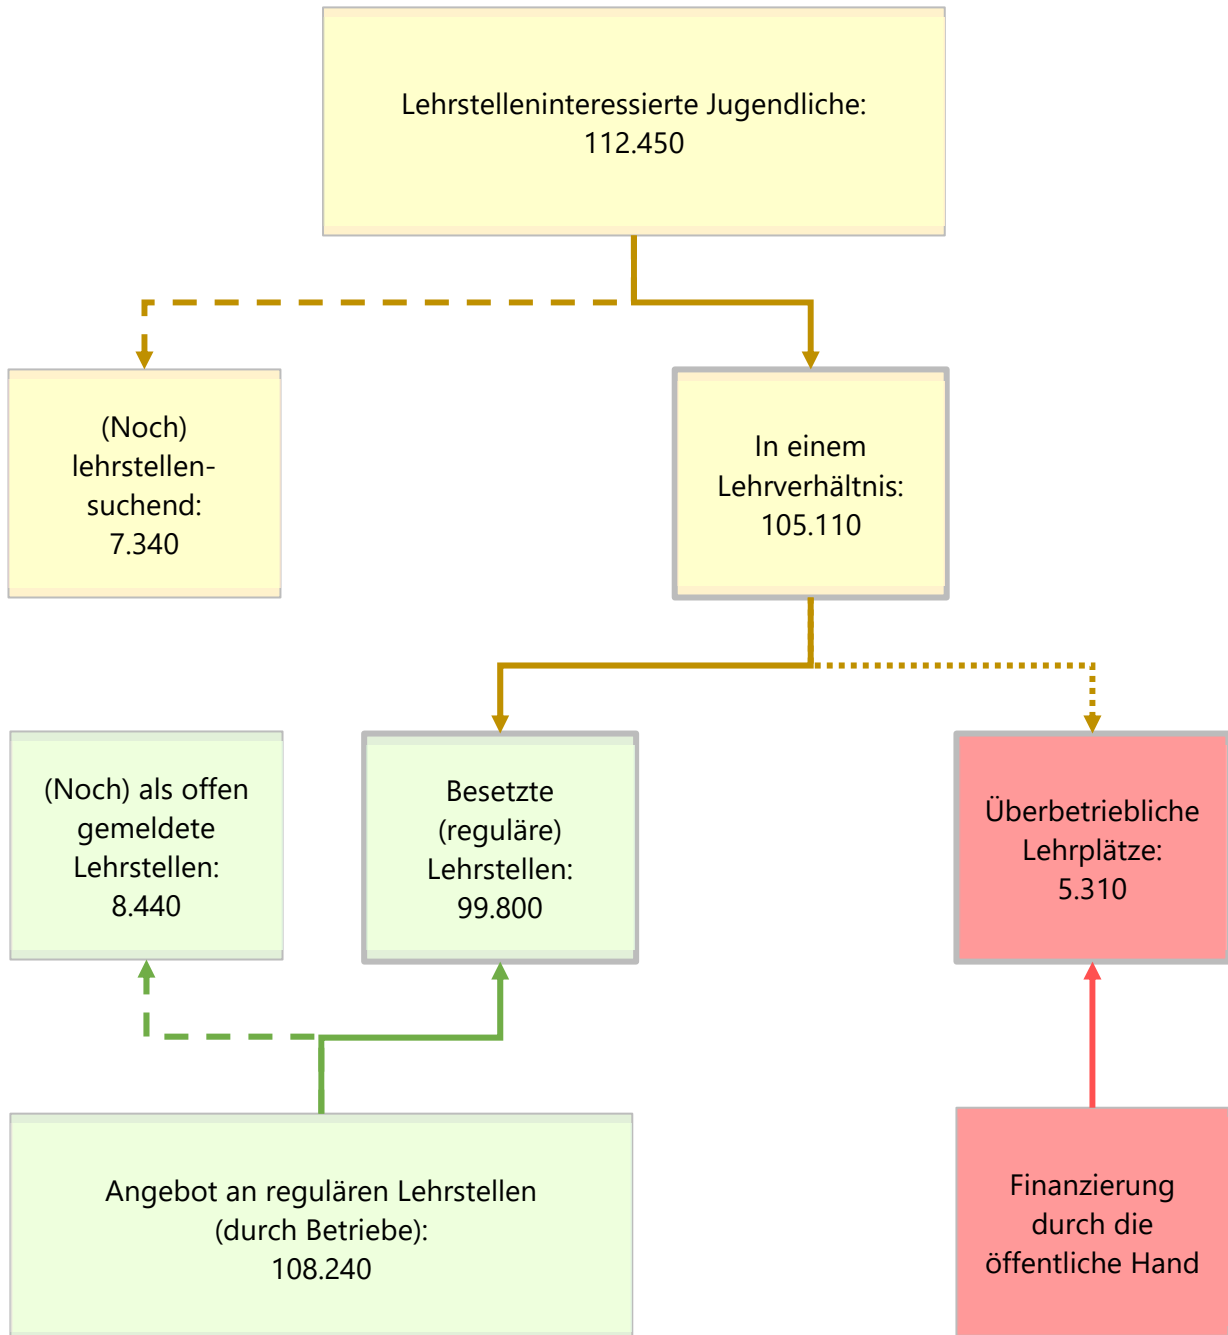 Lehrstelleninteressierte Jugendliche:
112.450
(Noch)
lehrstellen-
suchend:
7.340
In einem
Lehrverhältnis:
105.110
(Noch) als offen
gemeldete
Lehrstellen:
8.440
Besetzte
(reguläre)
Lehrstellen:
99.800
Überbetriebliche
Lehrplätze:
5.310
Angebot an regulären Lehrstellen
(durch Betriebe):
108.240
Finanzierung
durch die
öffentliche Hand